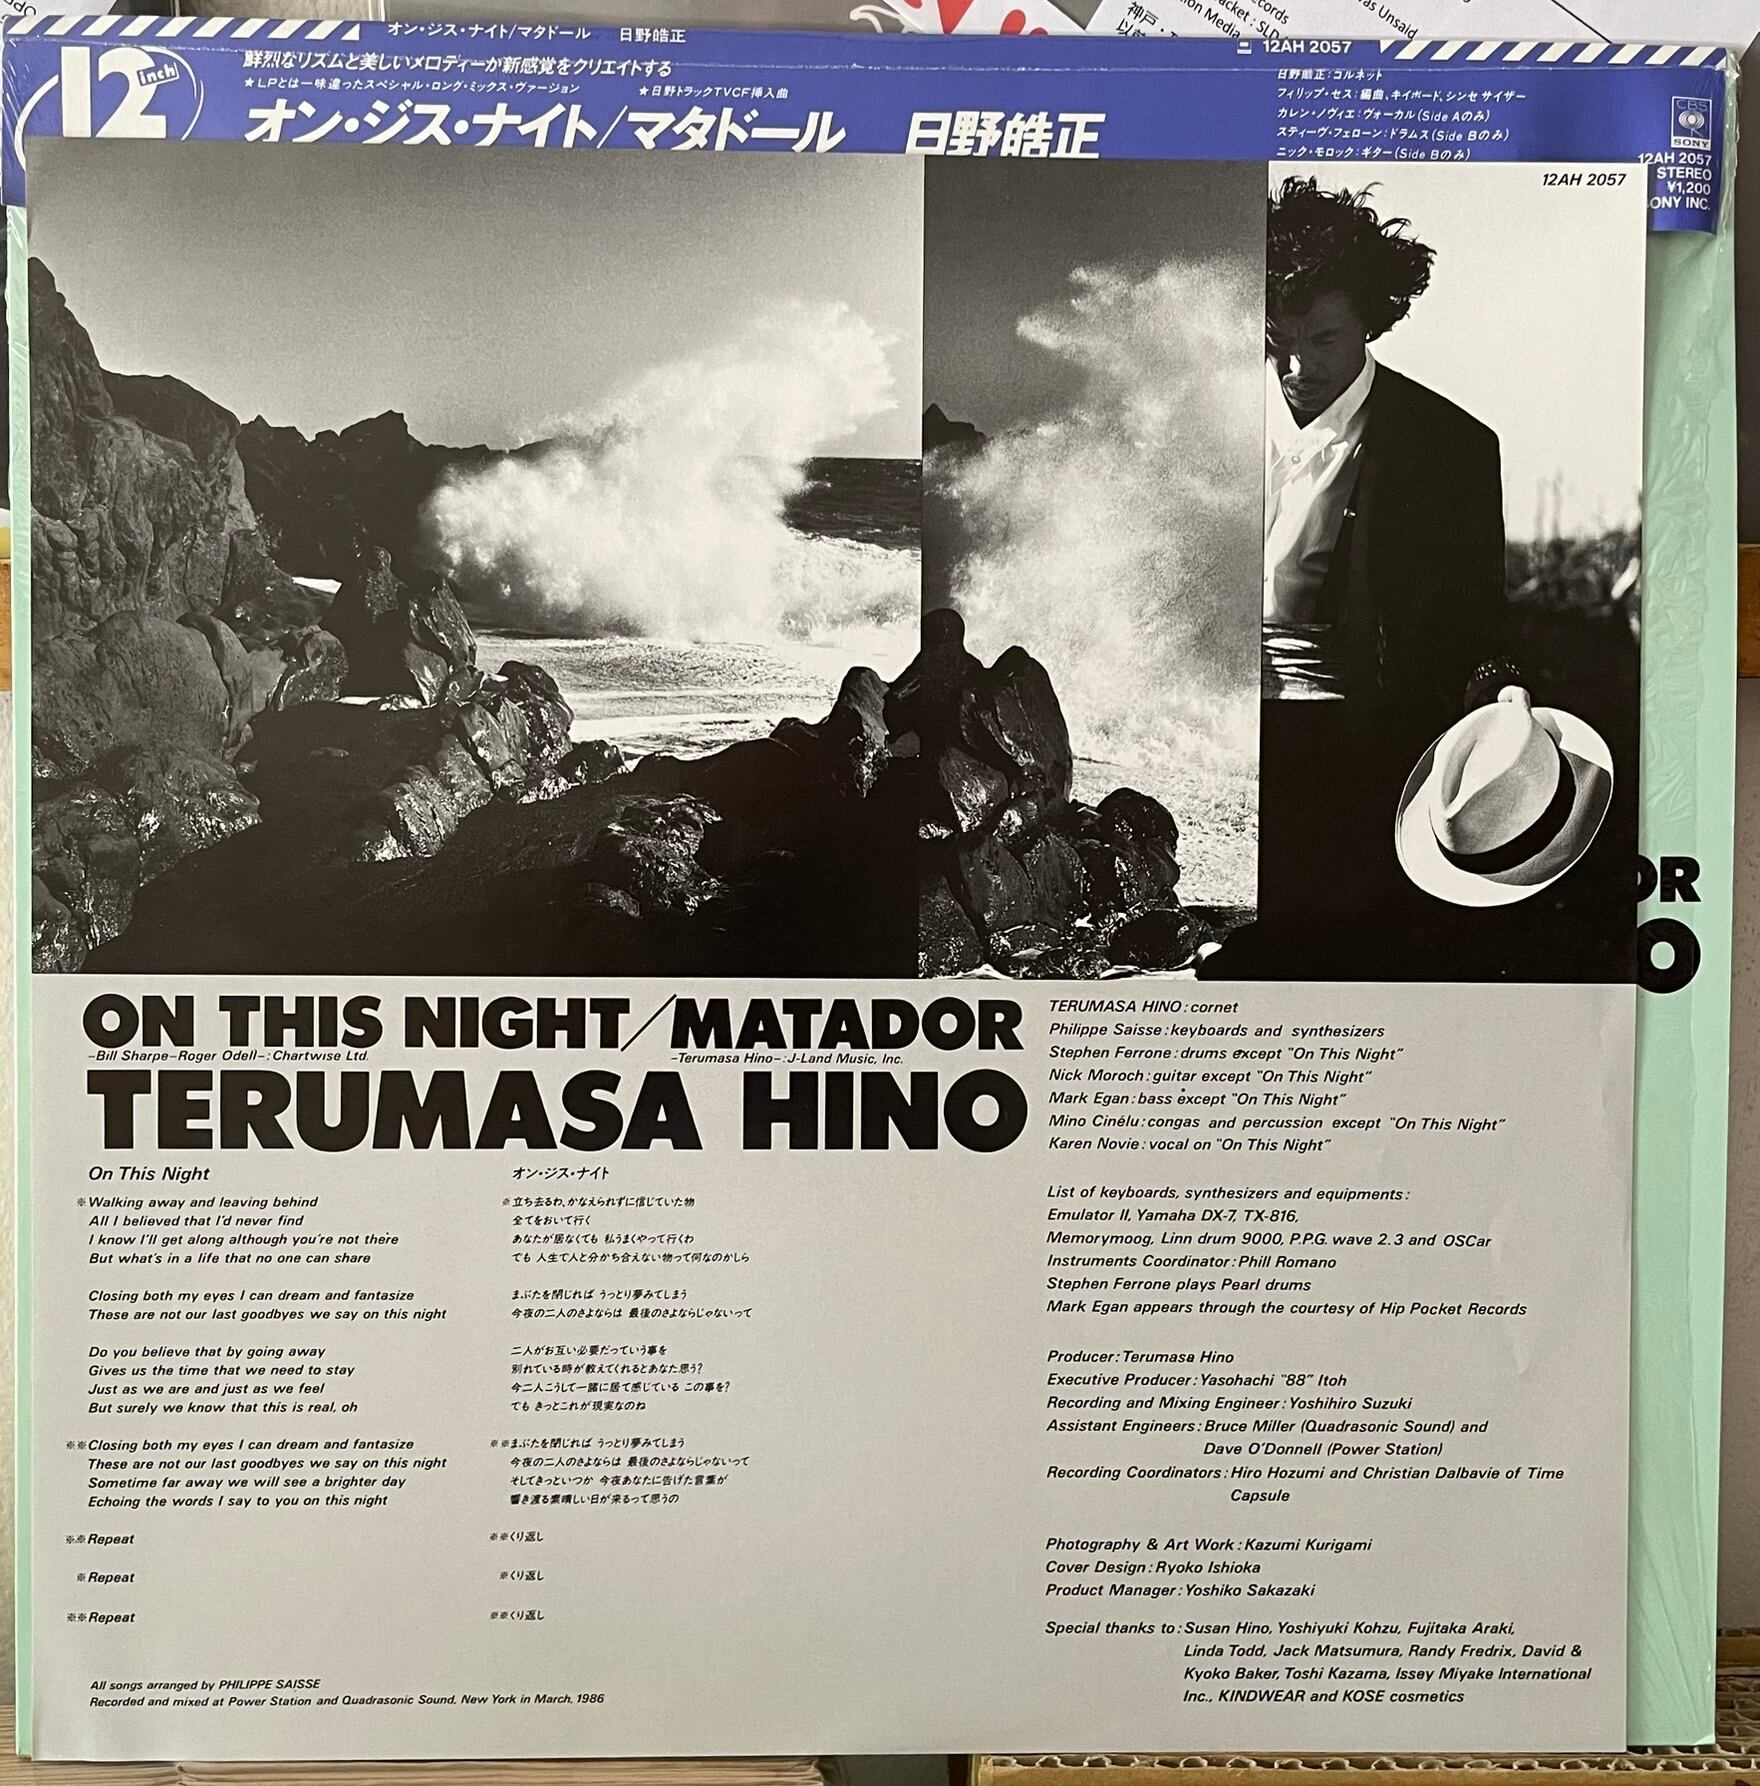 オン・ジス・ナイト/マタドール 日野皓正
12AH 2057
12 inch
鮮烈なリズムと美しいメロディーが新感覚をクリエイトする
★LPとは一味違ったスペシャル・ロング・ミックス・ヴァージョン ★日野トラックTVCF挿入曲
オン・ジス・ナイト/マタドール 日野皓正
日野皓正:コルネット
フィリップ・セス:編曲、キイボード、シンセサイザー
カレン・ノヴィエ:ヴォーカル(Side Aのみ)
スティーヴ・フェローン:ドラムス(Side Bのみ)
ニック・モロック:ギター(Side Bのみ)
CBS
SONY
12AH 2057
STEREO
¥1,200
SONY INC.
12AH 2057
ON THIS NIGHT/MATADOR
-Bill Sharpe-Roger Odell-:Chartwise Ltd. -Terumasa Hino-:J-Land Music, Inc.
TERUMASA HINO
On This Night
※Walking away and leaving behind
All I believed that I'd never find
I know I'll get along although you're not there
But what's in a life that no one can share
Closing both my eyes I can dream and fantasize
These are not our last goodbyes we say on this night
Do you believe that by going away
Gives us the time that we need to stay
Just as we are and just as we feel
But surely we know that this is real, oh
※※Closing both my eyes I can dream and fantasize
These are not our last goodbyes we say on this night
Sometime far away we will see a brighter day
Echoing the words I say to you on this night
※※Repeat
※Repeat
※※Repeat
オン・ジス・ナイト
※立ち去るわ、かなえられずに信じていた物
全てをおいて行く
あなたが居なくても 私うまくやって行くわ
でも 人生で人と分かち合えない物って何なのかしら
まぶたを閉じれば うっとり夢みてしまう
今夜の二人のさよならは 最後のさよならじゃないって
二人がお互い必要だっていう事を
別れている時が教えてくれるとあなた思う?
今二人こうして一諸に居て感じている この事を?
でも きっとこれが現実なのね
※※まぶたを閉じれば うっとり夢みてしまう
今夜の二人のさよならは 最後のさよならじゃないって
そしてきっといつか 今夜あなたに告げた言葉が
響き渡る素晴しい日が来るって思うの
※※くり返し
※くり返し
※※くり返し
All songs arranged by PHILIPPE SAISSE
Recorded and mixed at Power Station and Quadrasonic Sound, New York in March, 1986
TERUMASA HINO:cornet
Philippe Saisse:keyboards and synthesizers
Stephen Ferrone:drums except "On This Night"
Nick Moroch:guitar except "On This Night"
Mark Egan:bass except "On This Night"
Mino Cinélu:congas and percussion except "On This Night"
Karen Novie:vocal on "On This Night"
List of keyboards, synthesizers and equipments:
Emulator II, Yamaha DX-7, TX-816,
Memorymoog, Linn drum 9000, P.P.G. wave 2.3 and OSCar
Instruments Coordinator:Phill Romano
Stephen Ferrone plays Pearl drums
Mark Egan appears through the courtesy of Hip Pocket Records
Producer:Terumasa Hino
Executive Producer:Yasohachi "88" Itoh
Recording and Mixing Engineer:Yoshihiro Suzuki
Assistant Engineers:Bruce Miller (Quadrasonic Sound) and
Dave O'Donnell (Power Station)
Recording Coordinators:Hiro Hozumi and Christian Dalbavie of Time
Capsule
Photography & Art Work:Kazumi Kurigami
Cover Design:Ryoko Ishioka
Product Manager:Yoshiko Sakazaki
Special thanks to:Susan Hino, Yoshiyuki Kohzu, Fujitaka Araki,
Linda Todd, Jack Matsumura, Randy Fredrix, David &
Kyoko Baker, Toshi Kazama, Issey Miyake International
Inc., KINDWEAR and KOSE cosmetics